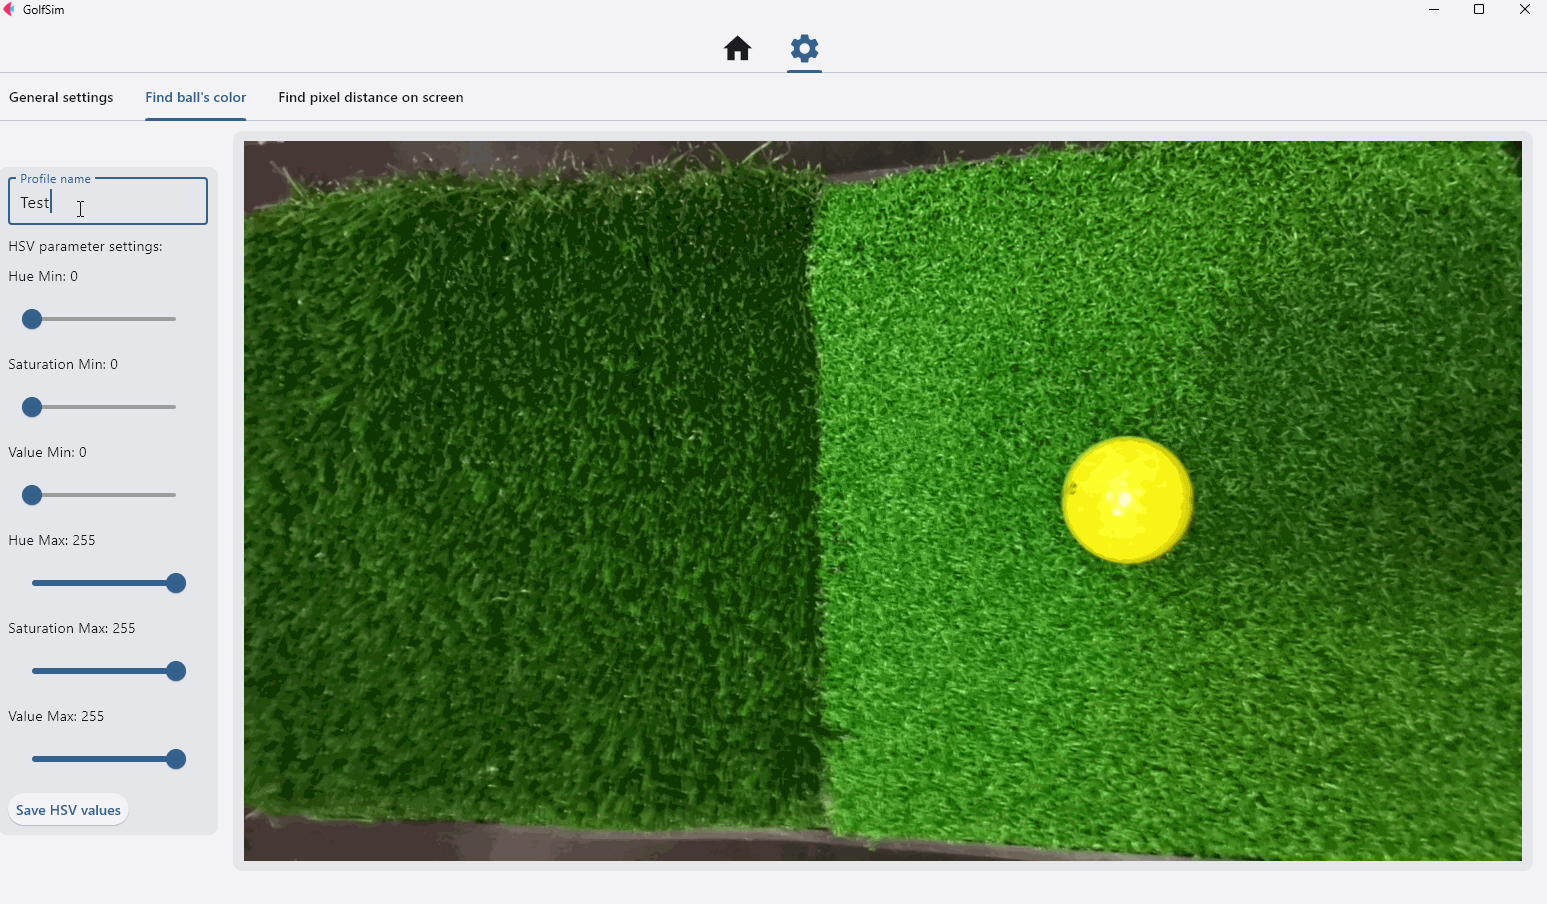 GolfSim
General settings
Find ball's color
Find pixel distance on screen
Profile name
Test
HSV parameter settings:
Hue Min: 0
Saturation Min: 0
Value Min: 0
Hue Max: 255
Saturation Max: 255
Value Max: 255
Save HSV values